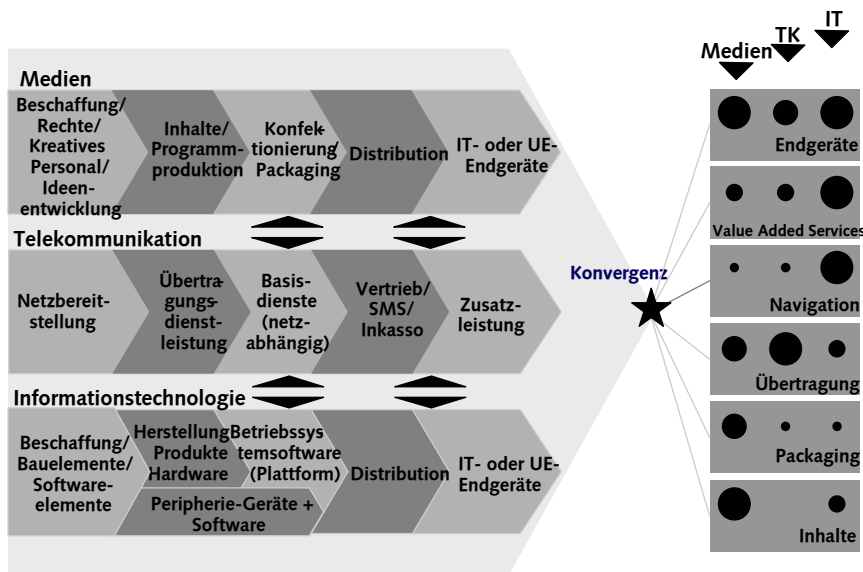 IT
TK
Medien
Medien
Beschaffung/
Rechte/
Kreatives
Personal/
Ideen-
entwicklung
Inhalte/
Programm-
produktion
Konfek-
tionierung/
Packaging
Distribution
IT- oder UE-
Endgeräte
Telekommunikation
Netzbereit-
stellung
Übertra-
gungs-
dienst-
leistung
Basis-
dienste
(netz-
abhängig)
Vertrieb/
SMS/
Inkasso
Zusatz-
leistung
Informationstechnologie
Beschaffung/
Bauelemente/
Software-
elemente
Herstellung
Produkte
Hardware
Betriebssys
temsoftware
(Plattform)
Peripherie-Geräte +
Software
Distribution
IT- oder UE-
Endgeräte
Konvergenz
Endgeräte
Value Added Services
Navigation
Übertragung
Packaging
Inhalte